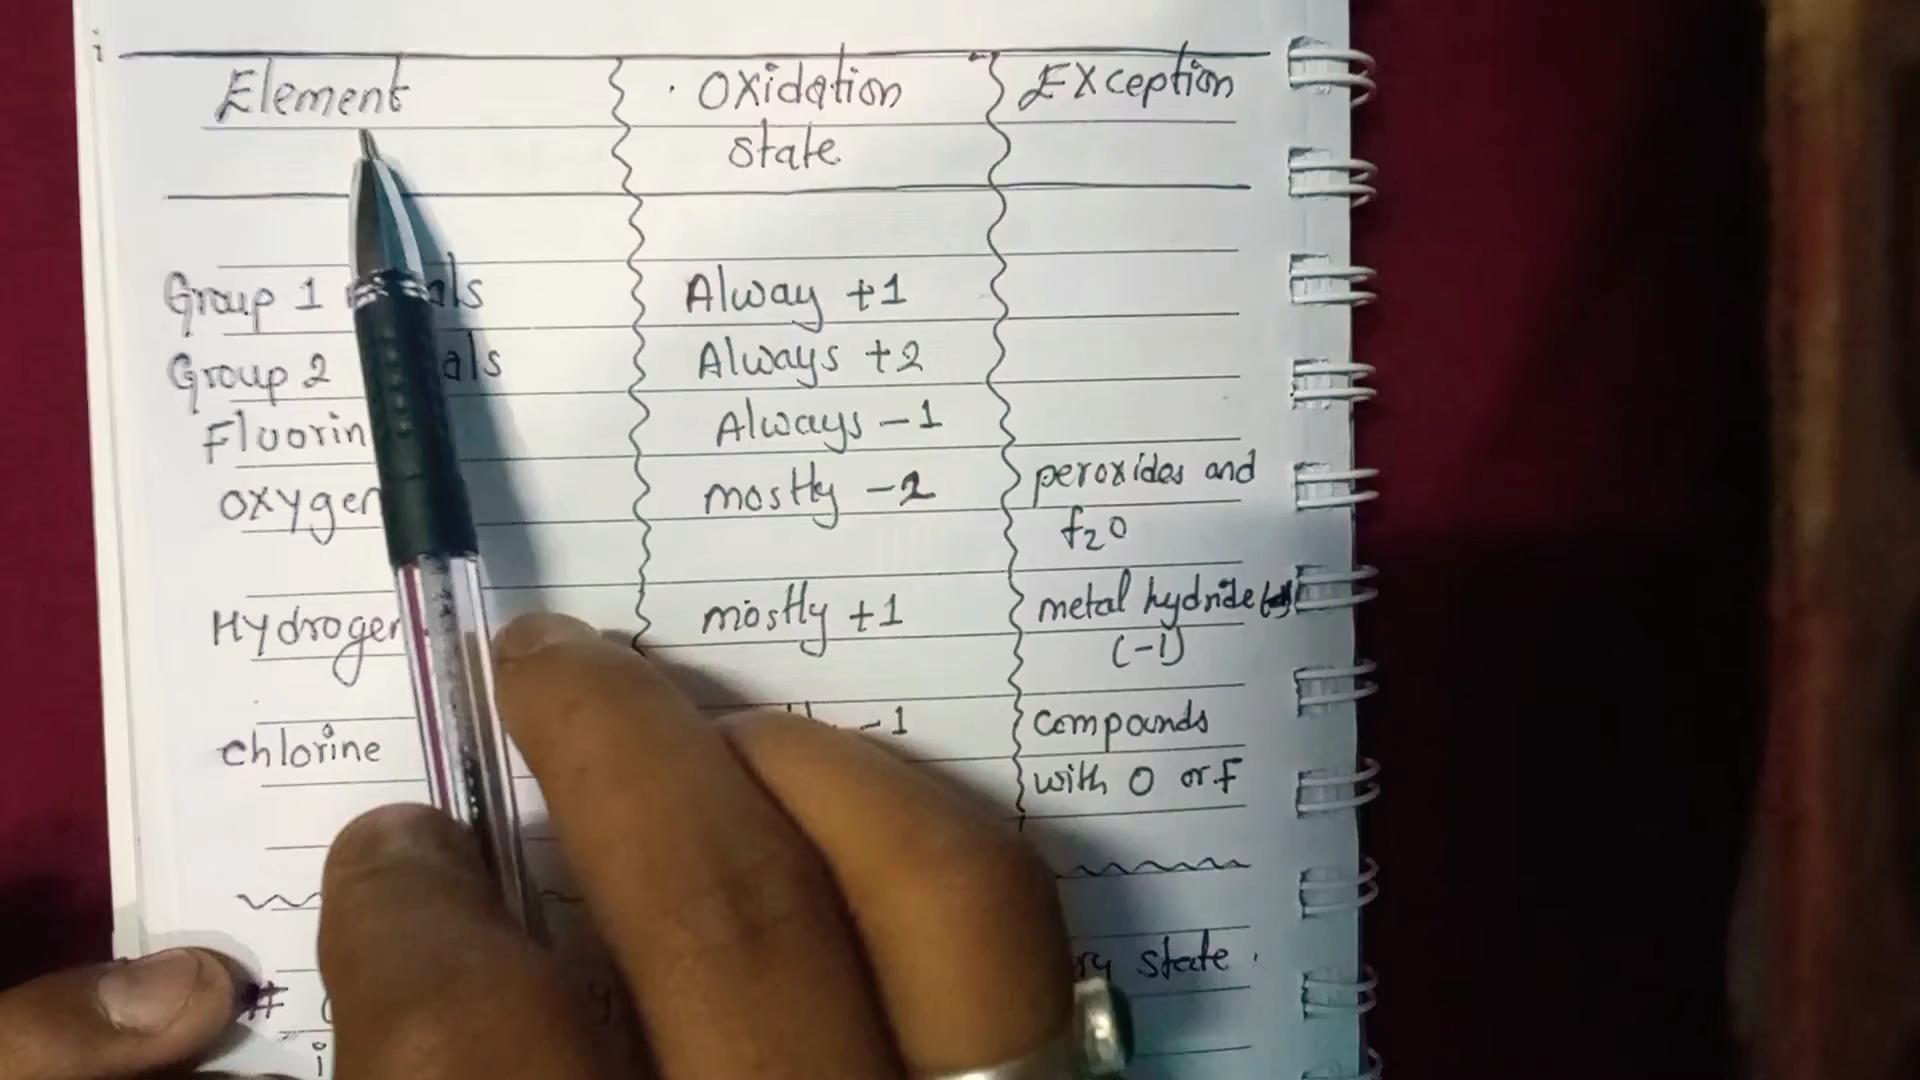 Element Oxidation Exception
state
Group 1 Alway +1
Group 2 Always +2
Fluorin Always -1
Oxygen mostly -2 peroxides and
f₂O
Hydrogen mostly +1 metal hydride
(-1)
chlorine -1 compounds
with O or F
state.
#